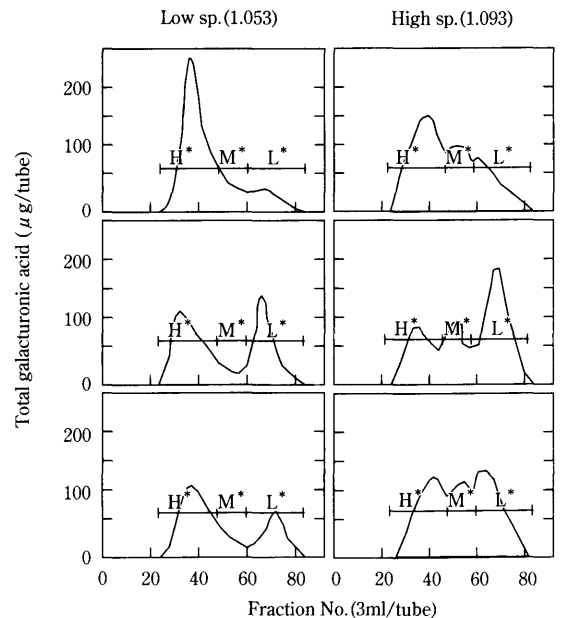 Low sp.(1.053)
High sp.(1.093)
Total galacturonic acid (μg/tube)
200
100
0
H* M* L*
H* M* L*
200
100
0
H* M* L*
H* M* L*
200
100
0
H* M* L*
H* M* L*
0 20 40 60 80 0 20 40 60 80
Fraction No.(3ml/tube)